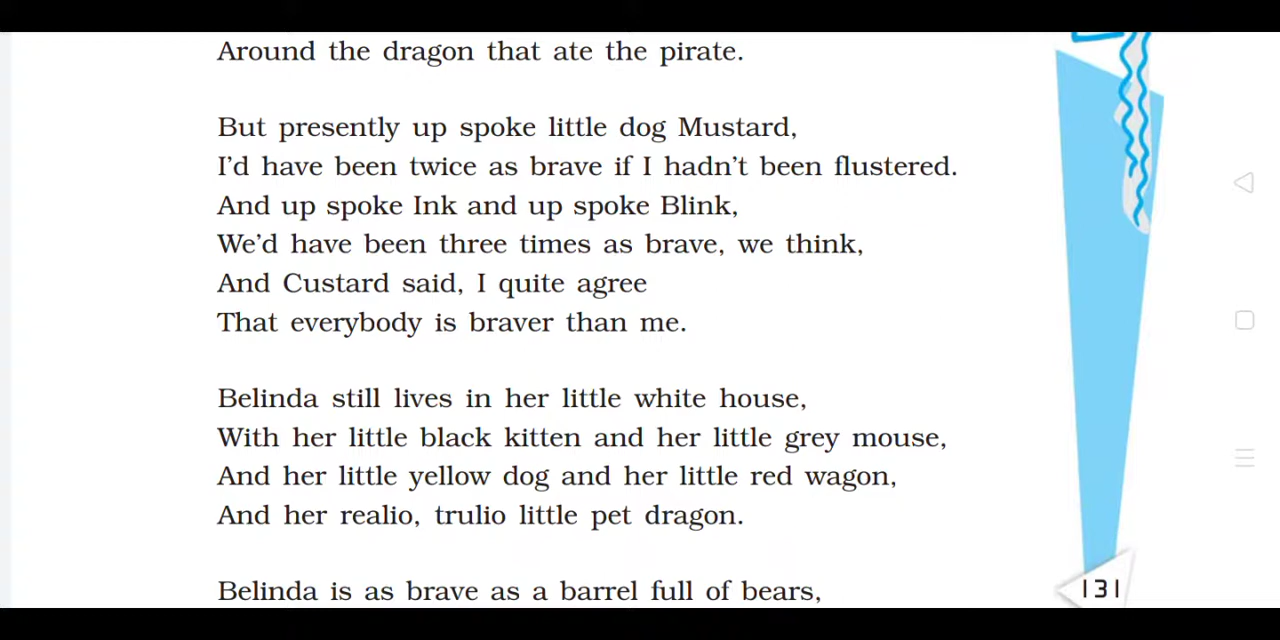 Around the dragon that ate the pirate.
But presently up spoke little dog Mustard,
I'd have been twice as brave if I hadn't been flustered.
And up spoke Ink and up spoke Blink,
We'd have been three times as brave, we think,
And Custard said, I quite agree
That everybody is braver than me.
Belinda still lives in her little white house,
With her little black kitten and her little grey mouse,
And her little yellow dog and her little red wagon,
And her realio, trulio little pet dragon.
Belinda is as brave as a barrel full of bears,
131